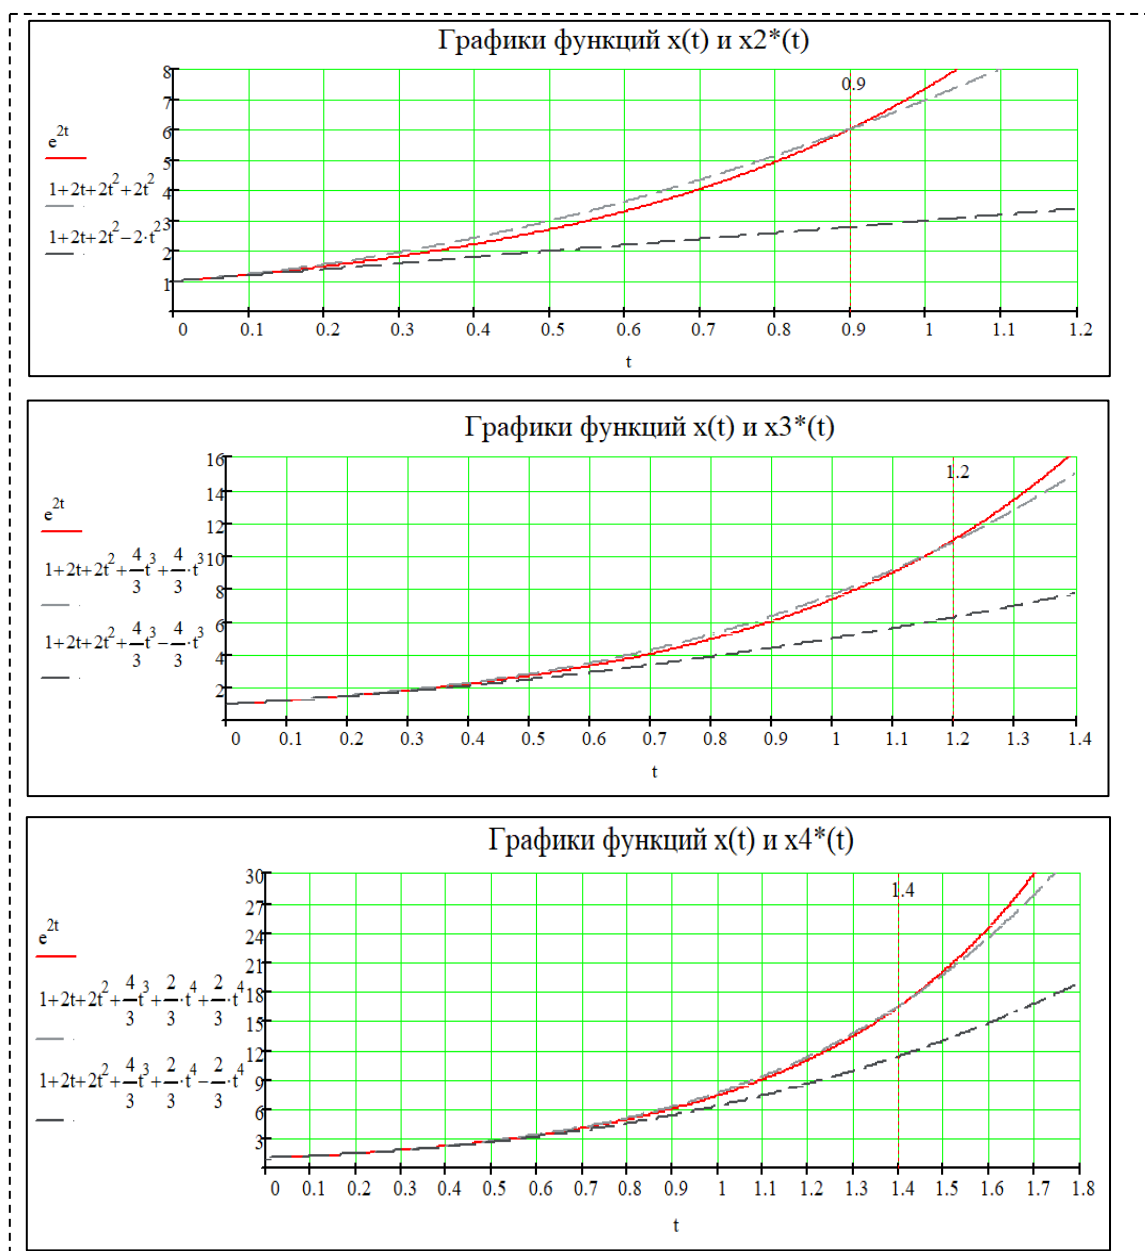 Графики функций x(t) и x2*(t)
8
0.9
7
e^2t
6
5
1+2t+2t^2+2t^2
4
1+2t+2t^2−2·t^2
3
2
1
0 0.1 0.2 0.3 0.4 0.5 0.6 0.7 0.8 0.9 1 1.1 1.2
t
Графики функций x(t) и x3*(t)
16
1.2
14
e^2t
12
1+2t+2t^2+4/3t^3+4/3·t^3
10
8
1+2t+2t^2+4/3t^3−4/3·t^3
6
4
2
0 0.1 0.2 0.3 0.4 0.5 0.6 0.7 0.8 0.9 1 1.1 1.2 1.3 1.4
t
Графики функций x(t) и x4*(t)
30
1.4
27
e^2t
24
21
1+2t+2t^2+4/3t^3+2/3·t^4+2/3·t^4
18
15
12
1+2t+2t^2+4/3t^3+2/3·t^4−2/3·t^4
9
6
3
0 0.1 0.2 0.3 0.4 0.5 0.6 0.7 0.8 0.9 1 1.1 1.2 1.3 1.4 1.5 1.6 1.7 1.8
t